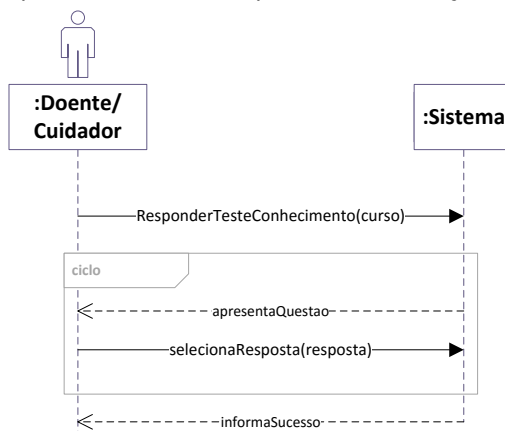 :Doente/
Cuidador
:Sistema
ResponderTesteConhecimento(curso)
ciclo
apresentaQuestao
selecionaResposta(resposta)
informaSucesso